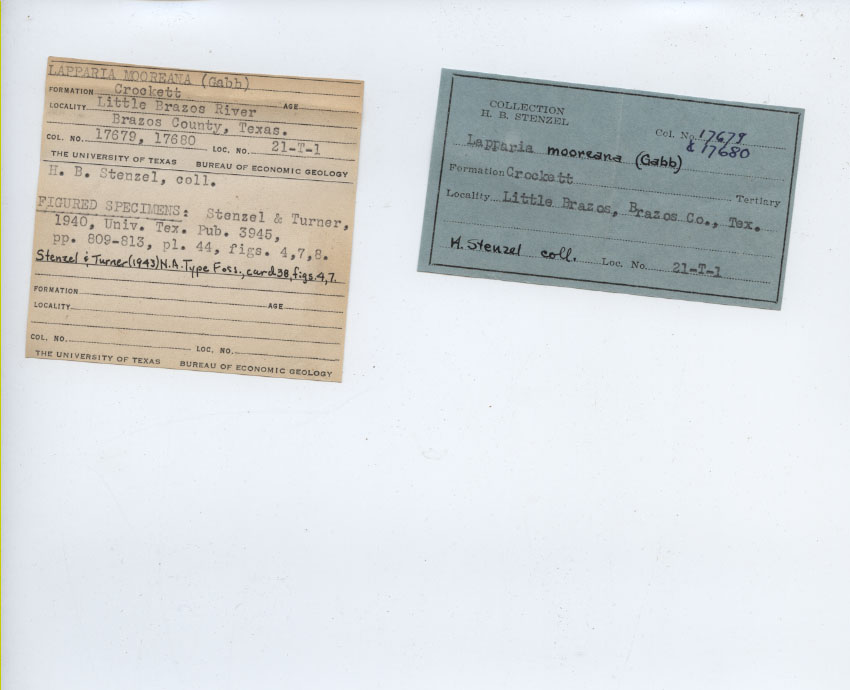 LAPPARIA MOOREANA (Gabb)
FORMATION Crockett AGE
LOCALITY Little Brazos River
Brazos County, Texas.
COL. NO. 17679, 17680 LOC. NO. 21-T-1
THE UNIVERSITY OF TEXAS BUREAU OF ECONOMIC GEOLOGY
H. B. Stenzel, coll.
FIGURED SPECIMENS: Stenzel & Turner,
1940, Univ. Tex. Pub. 3945,
pp. 809-813, pl. 44, figs. 4,7,8.
Stenzel & Turner (1943) N.A. Type Foss., card 38, figs. 4,7.
FORMATION
LOCALITY AGE
COL. NO. LOC. NO.
THE UNIVERSITY OF TEXAS BUREAU OF ECONOMIC GEOLOGY
COLLECTION
H. B. STENZEL
Col. No. 17679
& 17680
Lapparia mooreana (Gabb)
Formation Crockett Tertiary
Locality Little Brazos, Brazos Co., Tex.
H. Stenzel coll. Loc. No. 21-T-1